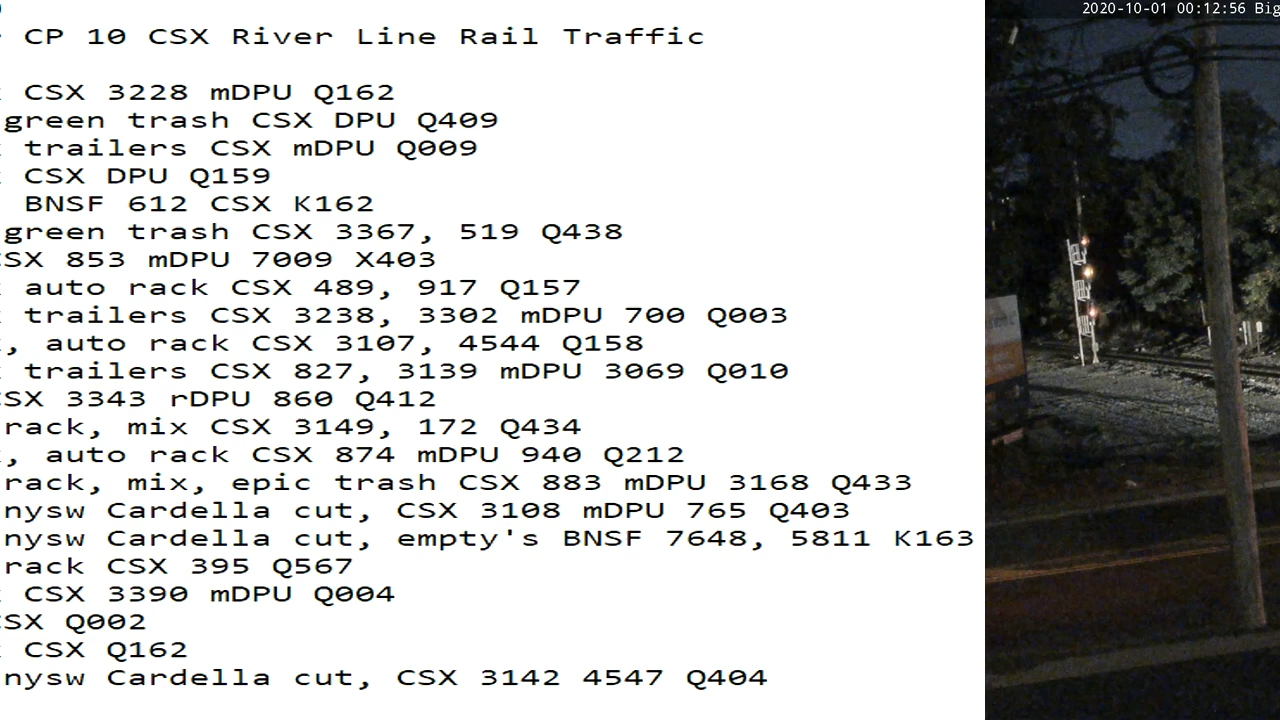 CP 10 CSX River Line Rail Traffic
CSX 3228 mDPU Q162
green trash CSX DPU Q409
trailers CSX mDPU Q009
CSX DPU Q159
BNSF 612 CSX K162
green trash CSX 3367, 519 Q438
CSX 853 mDPU 7009 X403
auto rack CSX 489, 917 Q157
trailers CSX 3238, 3302 mDPU 700 Q003
, auto rack CSX 3107, 4544 Q158
trailers CSX 827, 3139 mDPU 3069 Q010
CSX 3343 rDPU 860 Q412
rack, mix CSX 3149, 172 Q434
, auto rack CSX 874 mDPU 940 Q212
rack, mix, epic trash CSX 883 mDPU 3168 Q433
nysw Cardella cut, CSX 3108 mDPU 765 Q403
nysw Cardella cut, empty's BNSF 7648, 5811 K163
rack CSX 395 Q567
CSX 3390 mDPU Q004
CSX Q002
CSX Q162
nysw Cardella cut, CSX 3142 4547 Q404
2020-10-01 00:12:56 Big